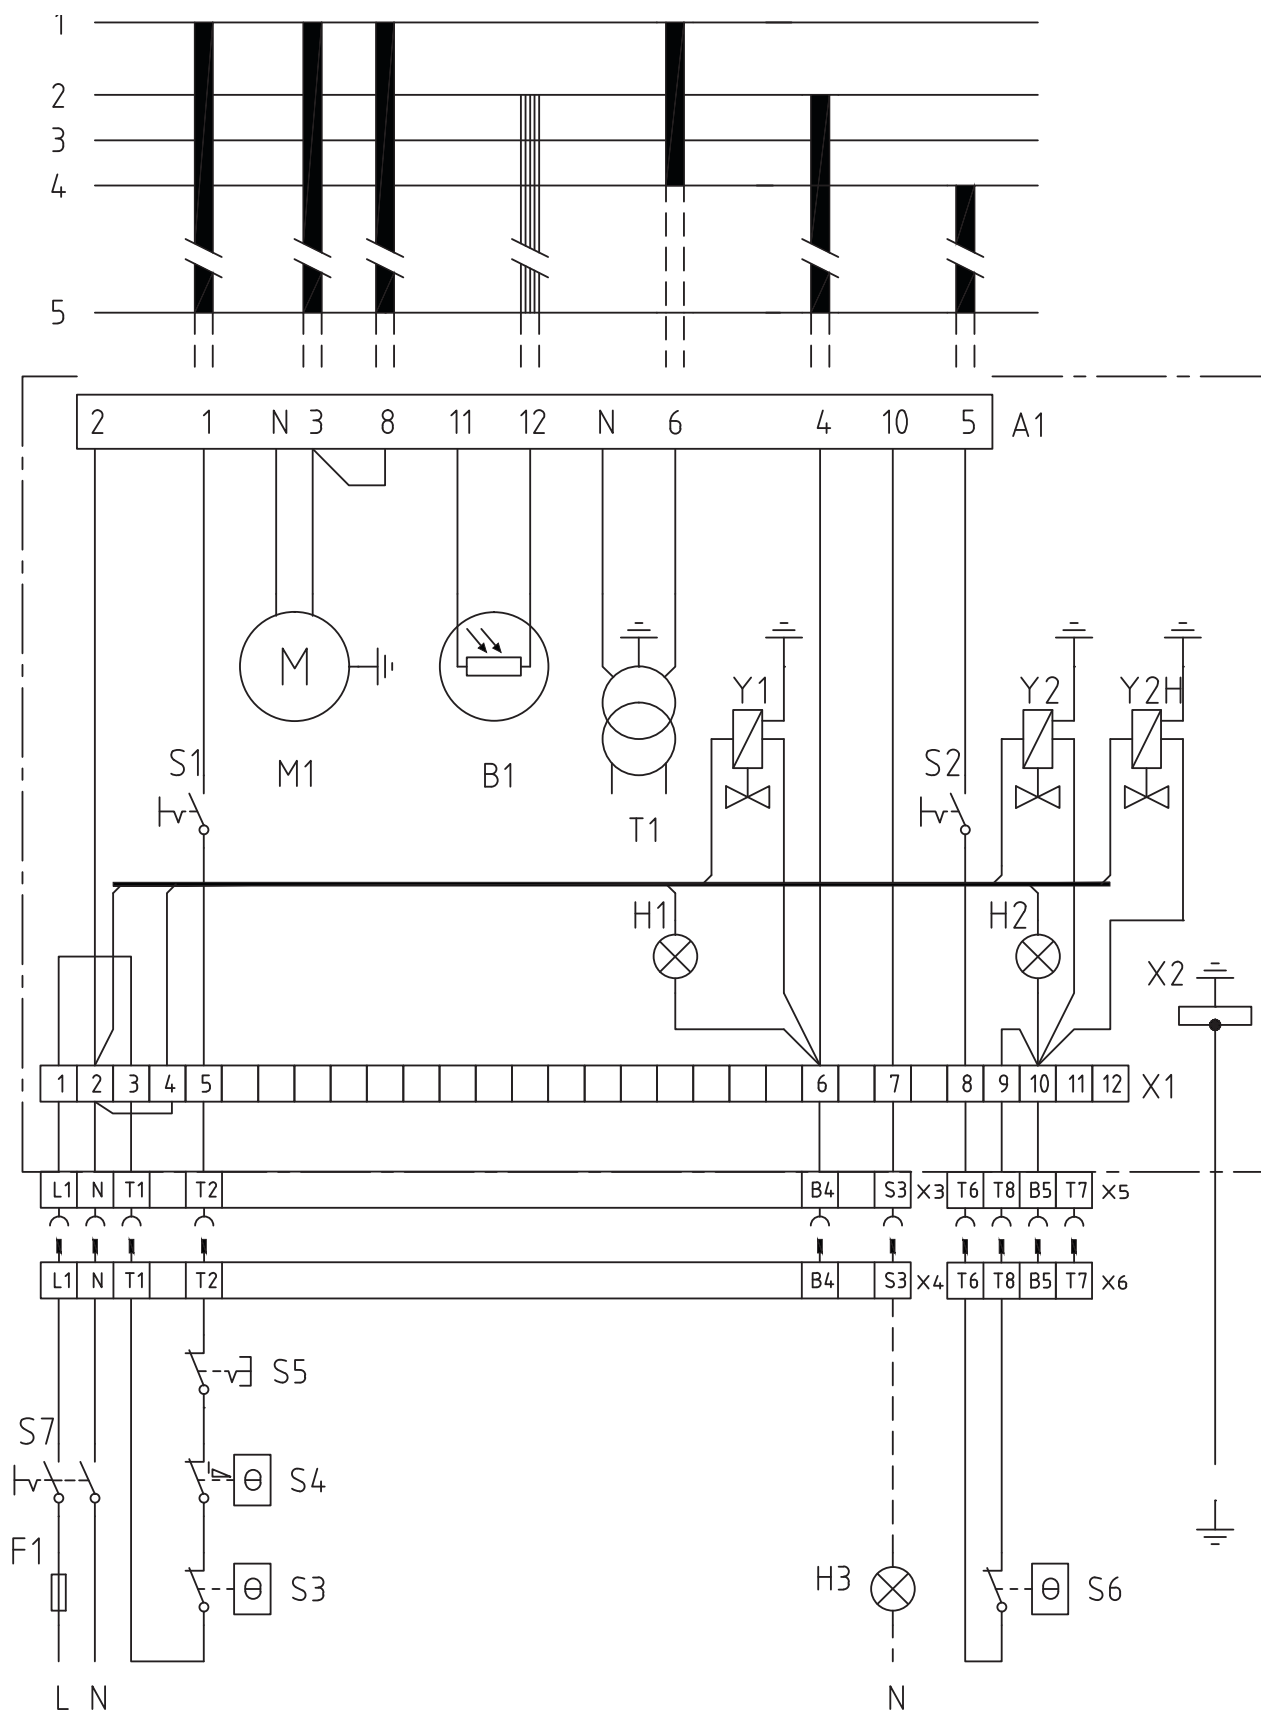 1
2
3
4
5
2 1 N 3 8 11 12 N 6 4 10 5 A1
M
Y1 Y2 Y2H
S1 M1 B1 S2
T1
H1 H2
X2
1 2 3 4 5 6 7 8 9 10 11 12 X1
L1 N T1 T2 B4 S3 X3 T6 T8 B5 T7 X5
L1 N T1 T2 B4 S3 X4 T6 T8 B5 T7 X6
S5
S7
θ S4
F1
θ S3 H3 θ S6
L N N